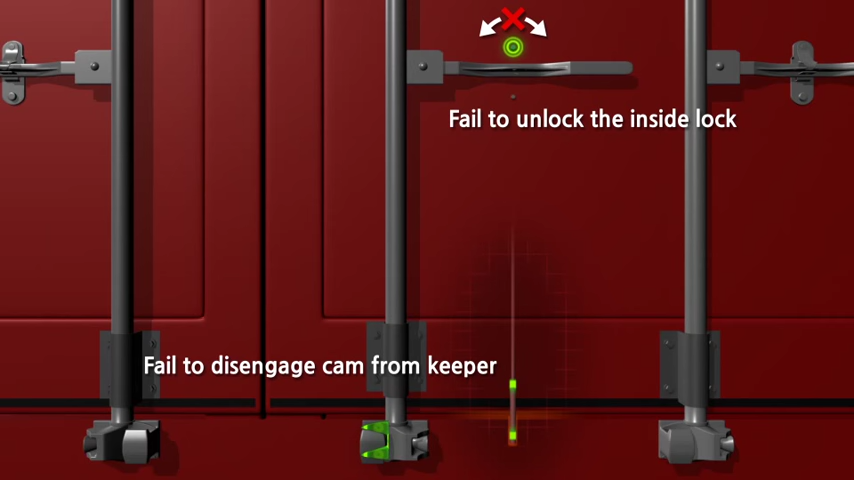 Fail to unlock the inside lock
Fail to disengage cam from keeper